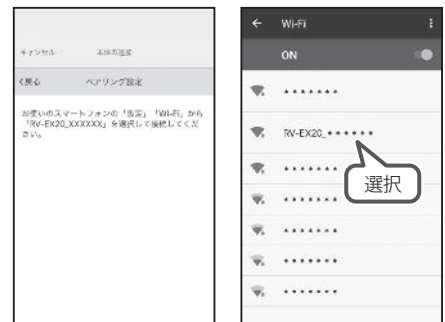 キャンセル 本体の追加
く戻る ペアリング設定
お使いのスマートフォンの「設定」「Wi-Fi」から
「RV-EX20_XXXXXX」を選択して接続してくだ
さい。
← Wi-Fi
ON
*******
RV-EX20_******
*******
選択
*******
*******
*******
*******